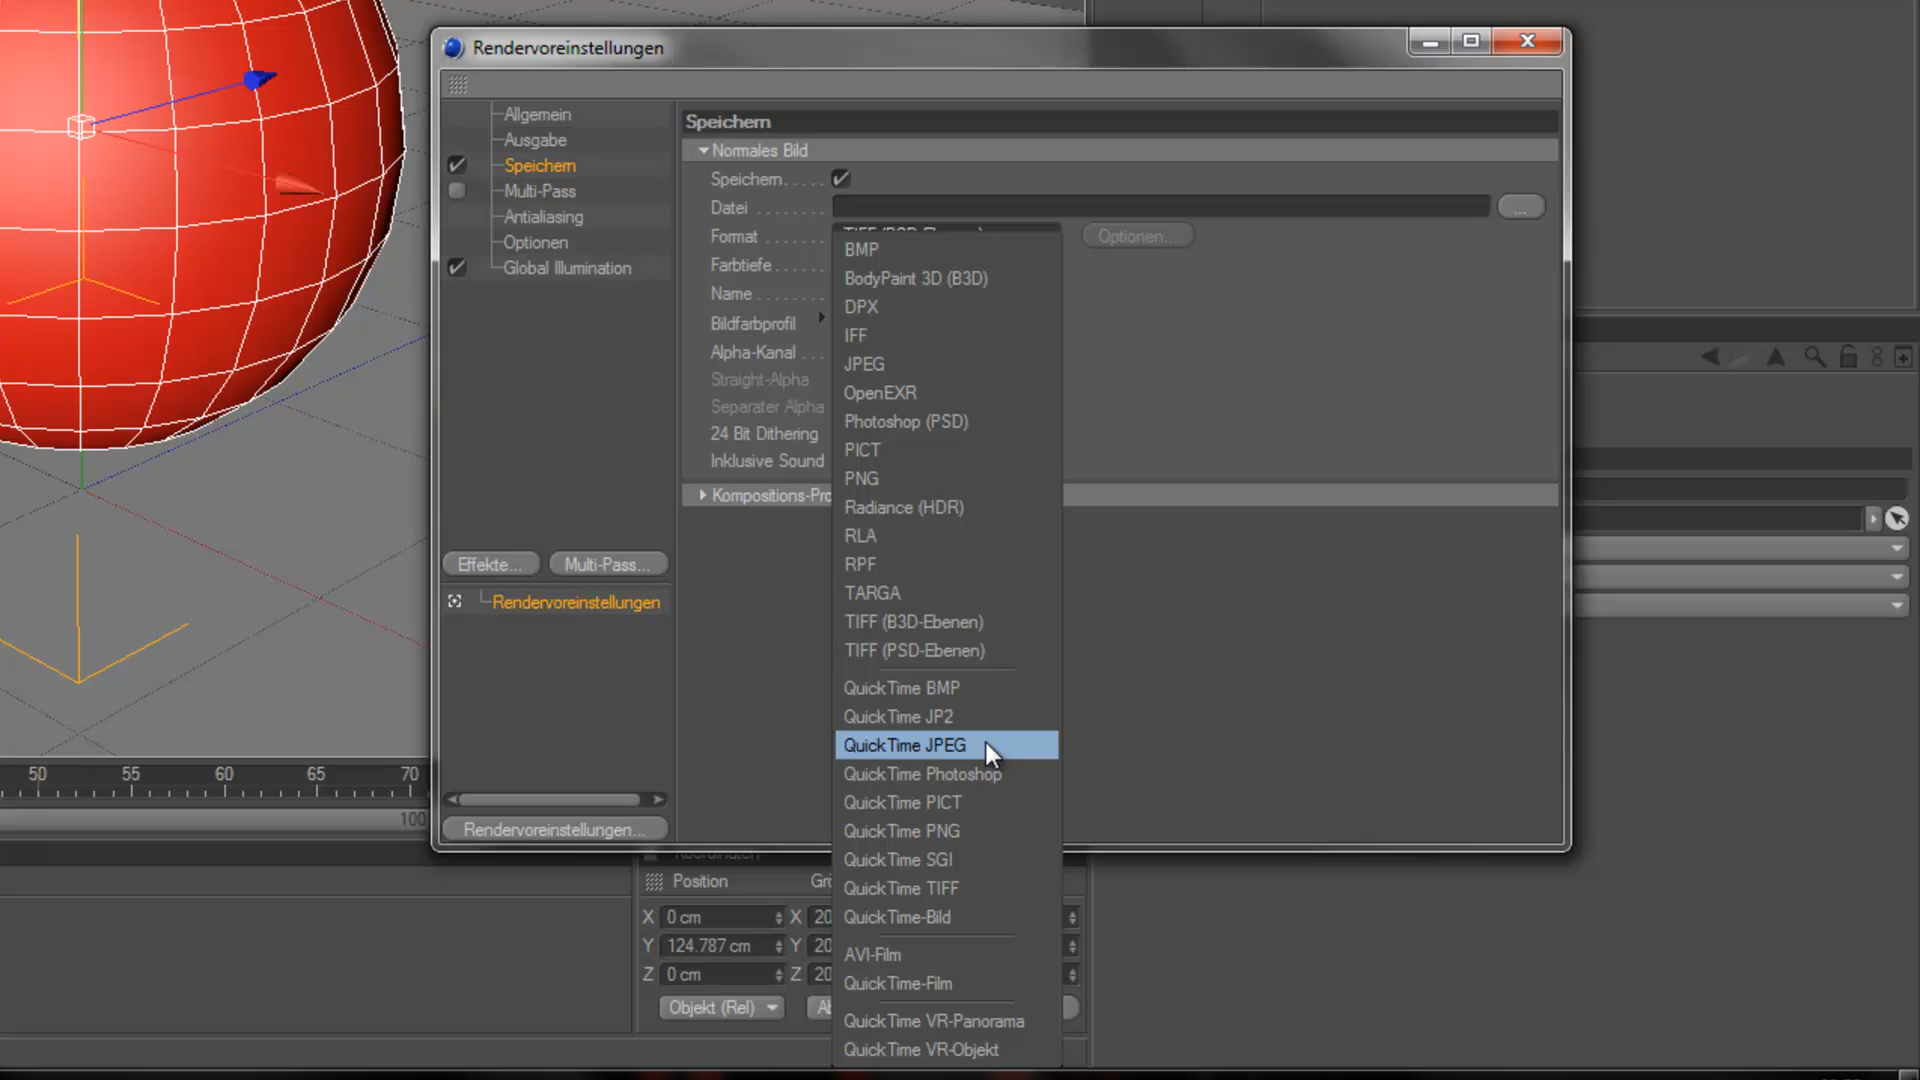 Rendervoreinstellungen
Allgemein
Ausgabe
Speichern
Multi-Pass
Antialiasing
Optionen
Global Illumination
Effekte...
Multi-Pass...
Rendervoreinstellungen
Rendervoreinstellungen...
Speichern
Normales Bild
Speichern.....
Datei ........
...
Format .......
Optionen...
Farbtiefe.....
Name ........
Bildfarbprofil
Alpha-Kanal ...
Straight-Alpha
Separater Alpha
24 Bit Dithering
Inklusive Sound
Kompositions-Pro
BMP
BodyPaint 3D (B3D)
DPX
IFF
JPEG
OpenEXR
Photoshop (PSD)
PICT
PNG
Radiance (HDR)
RLA
RPF
TARGA
TIFF (B3D-Ebenen)
TIFF (PSD-Ebenen)
QuickTime BMP
QuickTime JP2
QuickTime JPEG
QuickTime Photoshop
QuickTime PICT
QuickTime PNG
QuickTime SGI
QuickTime TIFF
QuickTime-Bild
AVI-Film
QuickTime-Film
QuickTime VR-Panorama
QuickTime VR-Objekt
50 55 60 65 70
100
Position Grö
X 0 cm X 20
Y 124.787 cm Y 20
Z 0 cm Z 20
Objekt (Rel) Ab